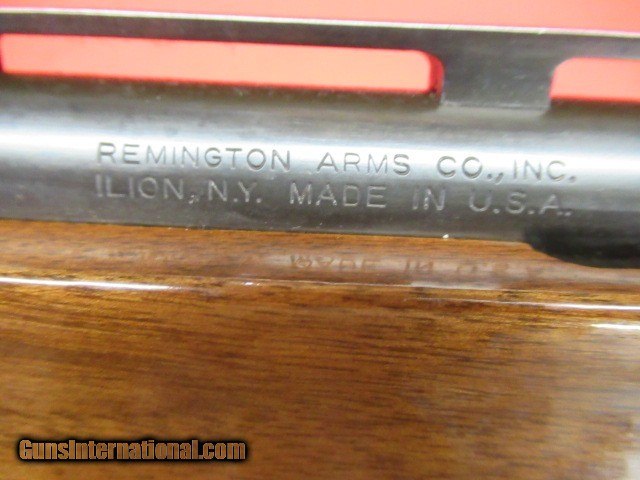 REMINGTON ARMS CO., INC.
ILION, N.Y. MADE IN U.S.A.
GunsInternational.com